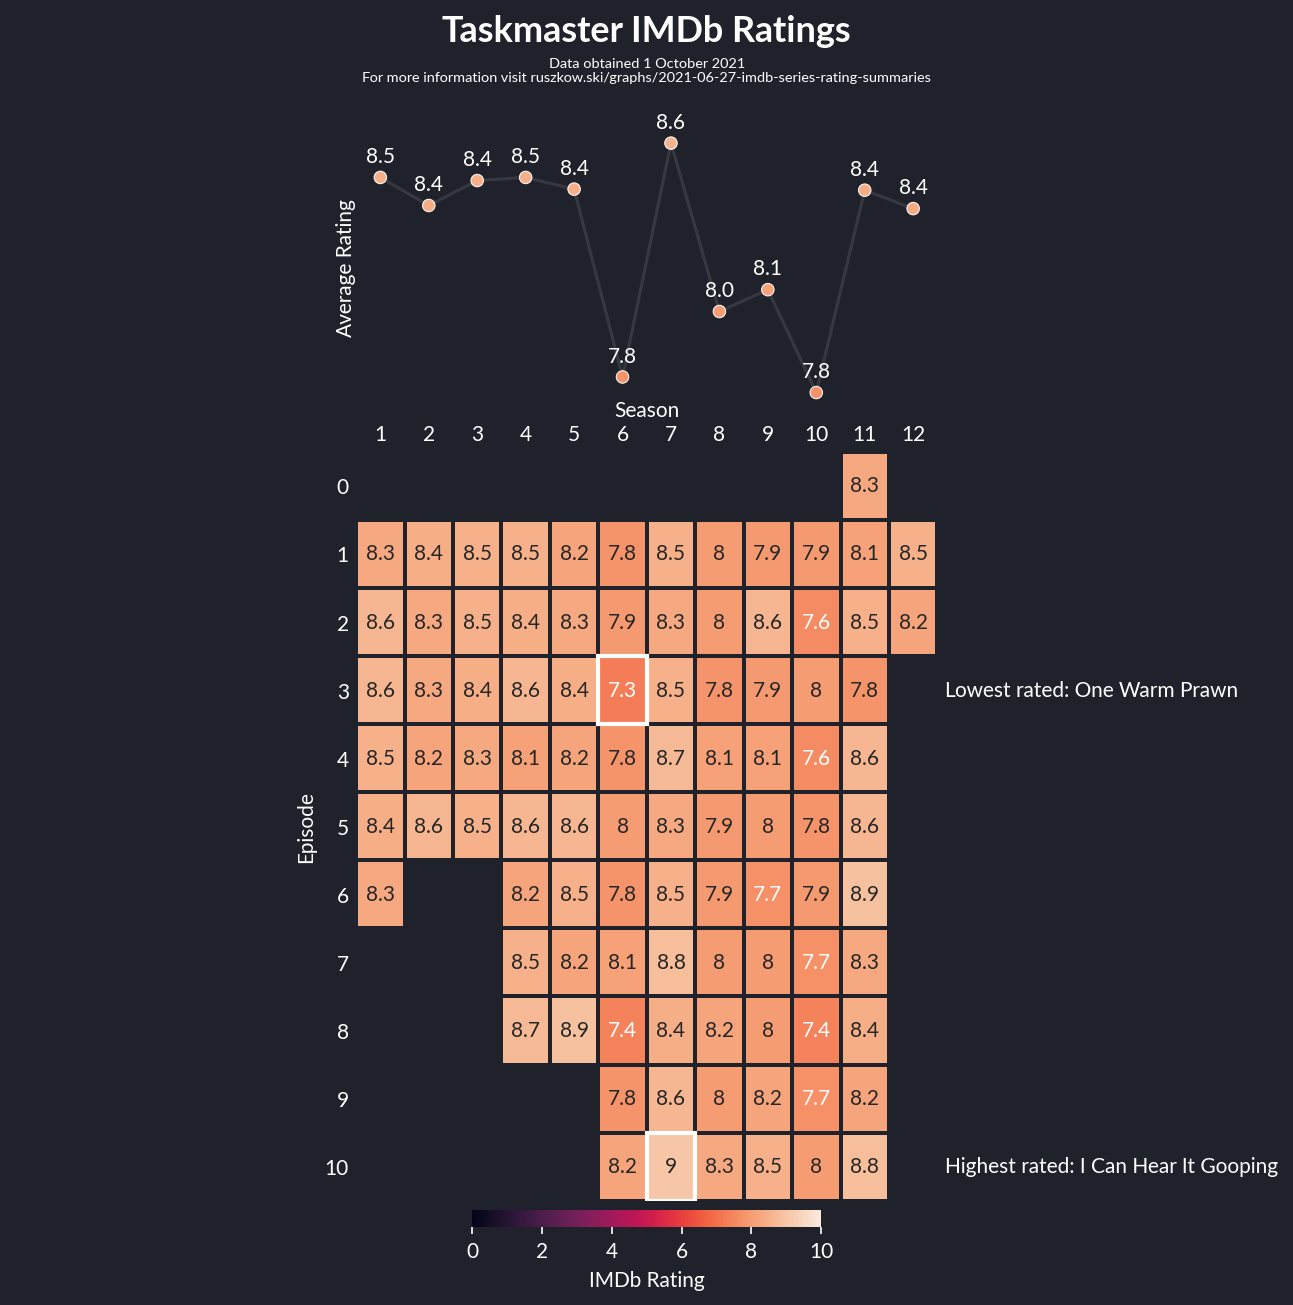 Taskmaster IMDb Ratings
Data obtained 1 October 2021
For more information visit ruszkow.ski/graphs/2021-06-27-imdb-series-rating-summaries
Average Rating
8.5 8.4 8.4 8.5 8.4 7.8 8.6 8.0 8.1 7.8 8.4 8.4
Season
1 2 3 4 5 6 7 8 9 10 11 12
Episode
0 8.3
1 8.3 8.4 8.5 8.5 8.2 7.8 8.5 8 7.9 7.9 8.1 8.5
2 8.6 8.3 8.5 8.4 8.3 7.9 8.3 8 8.6 7.6 8.5 8.2
3 8.6 8.3 8.4 8.6 8.4 7.3 8.5 7.8 7.9 8 7.8 Lowest rated: One Warm Prawn
4 8.5 8.2 8.3 8.1 8.2 7.8 8.7 8.1 8.1 7.6 8.6
5 8.4 8.6 8.5 8.6 8.6 8 8.3 7.9 8 7.8 8.6
6 8.3 8.2 8.5 7.8 8.5 7.9 7.7 7.9 8.9
7 8.5 8.2 8.1 8.8 8 8 7.7 8.3
8 8.7 8.9 7.4 8.4 8.2 8 7.4 8.4
9 7.8 8.6 8 8.2 7.7 8.2
10 8.2 9 8.3 8.5 8 8.8 Highest rated: I Can Hear It Gooping
0 2 4 6 8 10
IMDb Rating